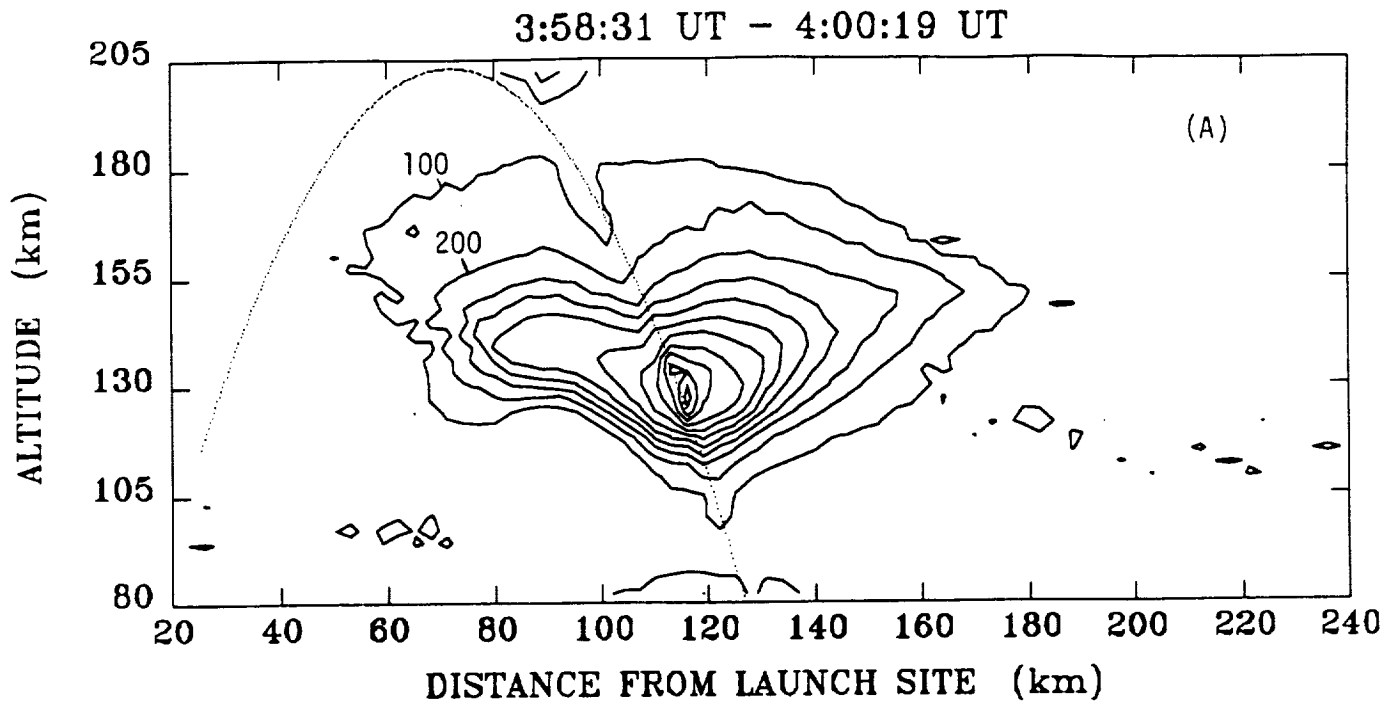 3:58:31 UT – 4:00:19 UT
205
(A)
180
100
200
155
130
105
80
20 40 60 80 100 120 140 160 180 200 220 240
ALTITUDE (km)
DISTANCE FROM LAUNCH SITE (km)